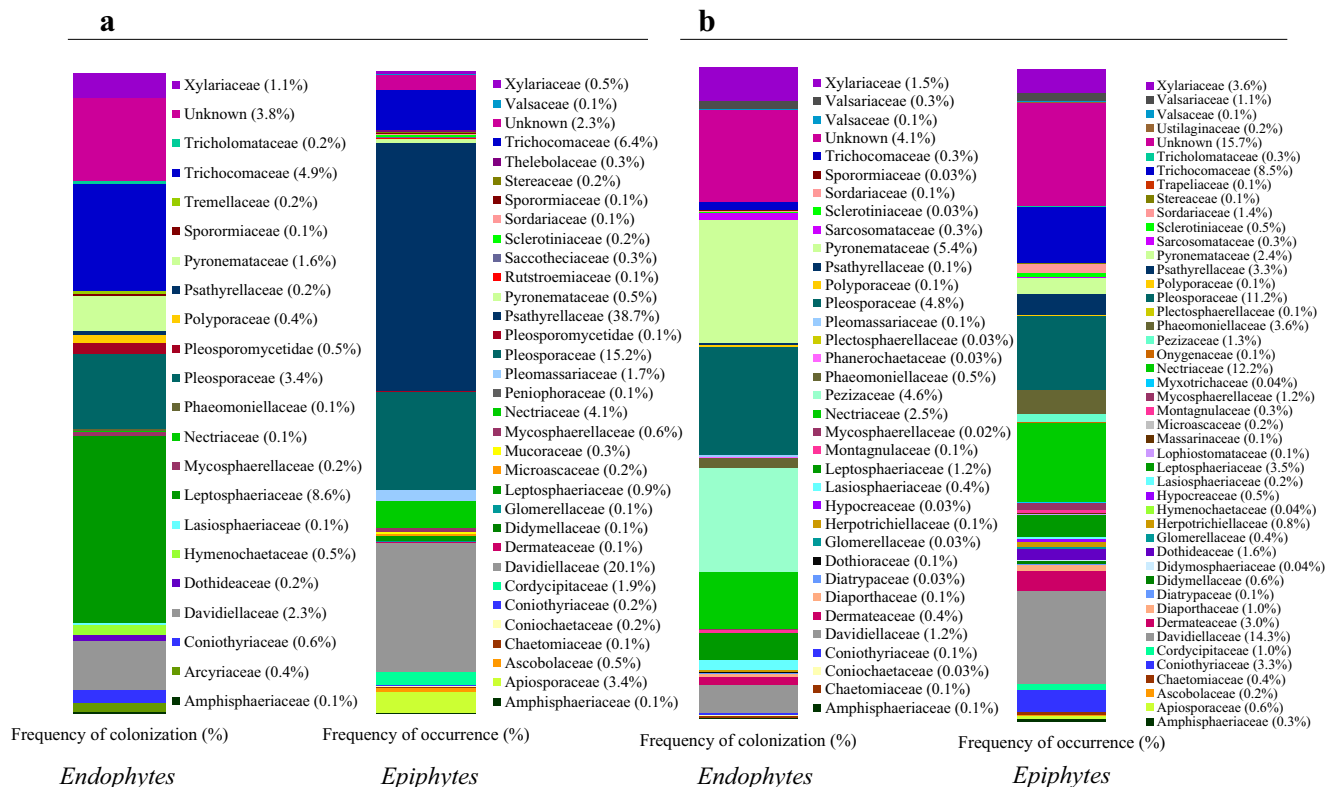 a
Xylariaceae (1.1%)
Unknown (3.8%)
Tricholomataceae (0.2%)
Trichocomaceae (4.9%)
Tremellaceae (0.2%)
Sporormiaceae (0.1%)
Pyronemataceae (1.6%)
Psathyrellaceae (0.2%)
Polyporaceae (0.4%)
Pleosporomycetidae (0.5%)
Pleosporaceae (3.4%)
Phaeomoniellaceae (0.1%)
Nectriaceae (0.1%)
Mycosphaerellaceae (0.2%)
Leptosphaeriaceae (8.6%)
Lasiosphaeriaceae (0.1%)
Hymenochaetaceae (0.5%)
Dothideaceae (0.2%)
Davidiellaceae (2.3%)
Coniothyriaceae (0.6%)
Arcyriaceae (0.4%)
Amphisphaeriaceae (0.1%)
Frequency of colonization (%)
Endophytes
Xylariaceae (0.5%)
Valsaceae (0.1%)
Unknown (2.3%)
Trichocomaceae (6.4%)
Thelebolaceae (0.3%)
Stereaceae (0.2%)
Sporormiaceae (0.1%)
Sordariaceae (0.1%)
Sclerotiniaceae (0.2%)
Saccotheciaceae (0.3%)
Rutstroemiaceae (0.1%)
Pyronemataceae (0.5%)
Psathyrellaceae (38.7%)
Pleosporomycetidae (0.1%)
Pleosporaceae (15.2%)
Pleomassariaceae (1.7%)
Peniophoraceae (0.1%)
Nectriaceae (4.1%)
Mycosphaerellaceae (0.6%)
Mucoraceae (0.3%)
Microascaceae (0.2%)
Leptosphaeriaceae (0.9%)
Glomerellaceae (0.1%)
Didymellaceae (0.1%)
Dermateaceae (0.1%)
Davidiellaceae (20.1%)
Cordycipitaceae (1.9%)
Coniothyriaceae (0.2%)
Coniochaetaceae (0.2%)
Chaetomiaceae (0.1%)
Ascobolaceae (0.5%)
Apiosporaceae (3.4%)
Amphisphaeriaceae (0.1%)
Frequency of occurrence (%)
Epiphytes
b
Xylariaceae (1.5%)
Valsariaceae (0.3%)
Valsaceae (0.1%)
Unknown (4.1%)
Trichocomaceae (0.3%)
Sporormiaceae (0.03%)
Sordariaceae (0.1%)
Sclerotiniaceae (0.03%)
Sarcosomataceae (0.3%)
Pyronemataceae (5.4%)
Psathyrellaceae (0.1%)
Polyporaceae (0.1%)
Pleosporaceae (4.8%)
Pleomassariaceae (0.1%)
Plectosphaerellaceae (0.03%)
Phanerochaetaceae (0.03%)
Phaeomoniellaceae (0.5%)
Pezizaceae (4.6%)
Nectriaceae (2.5%)
Mycosphaerellaceae (0.02%)
Montagnulaceae (0.1%)
Leptosphaeriaceae (1.2%)
Lasiosphaeriaceae (0.4%)
Hypocreaceae (0.03%)
Herpotrichiellaceae (0.1%)
Glomerellaceae (0.03%)
Dothioraceae (0.1%)
Diatrypaceae (0.03%)
Diaporthaceae (0.1%)
Dermateaceae (0.4%)
Davidiellaceae (1.2%)
Coniothyriaceae (0.1%)
Coniochaetaceae (0.03%)
Chaetomiaceae (0.1%)
Amphisphaeriaceae (0.1%)
Frequency of colonization (%)
Endophytes
Xylariaceae (3.6%)
Valsariaceae (1.1%)
Valsaceae (0.1%)
Ustilaginaceae (0.2%)
Unknown (15.7%)
Tricholomataceae (0.3%)
Trichocomaceae (8.5%)
Trapeliaceae (0.1%)
Stereaceae (0.1%)
Sordariaceae (1.4%)
Sclerotiniaceae (0.5%)
Sarcosomataceae (0.3%)
Pyronemataceae (2.4%)
Psathyrellaceae (3.3%)
Polyporaceae (0.1%)
Pleosporaceae (11.2%)
Plectosphaerellaceae (0.1%)
Phaeomoniellaceae (3.6%)
Pezizaceae (1.3%)
Onygenaceae (0.1%)
Nectriaceae (12.2%)
Myxotrichaceae (0.04%)
Mycosphaerellaceae (1.2%)
Montagnulaceae (0.3%)
Microascaceae (0.2%)
Massarinaceae (0.1%)
Lophiostomataceae (0.1%)
Leptosphaeriaceae (3.5%)
Lasiosphaeriaceae (0.2%)
Hypocreaceae (0.5%)
Hymenochaetaceae (0.04%)
Herpotrichiellaceae (0.8%)
Glomerellaceae (0.4%)
Dothideaceae (1.6%)
Didymosphaeriaceae (0.04%)
Didymellaceae (0.6%)
Diatrypaceae (0.1%)
Diaporthaceae (1.0%)
Dermateaceae (3.0%)
Davidiellaceae (14.3%)
Cordycipitaceae (1.0%)
Coniothyriaceae (3.3%)
Chaetomiaceae (0.4%)
Ascobolaceae (0.2%)
Apiosporaceae (0.6%)
Amphisphaeriaceae (0.3%)
Frequency of occurrence (%)
Epiphytes